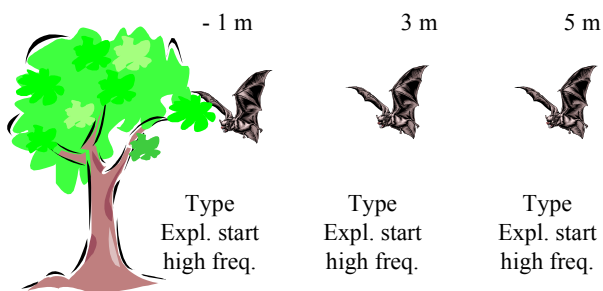 - 1 m 3 m 5 m
Type Type Type
Expl. start Expl. start Expl. start
high freq. high freq. high freq.